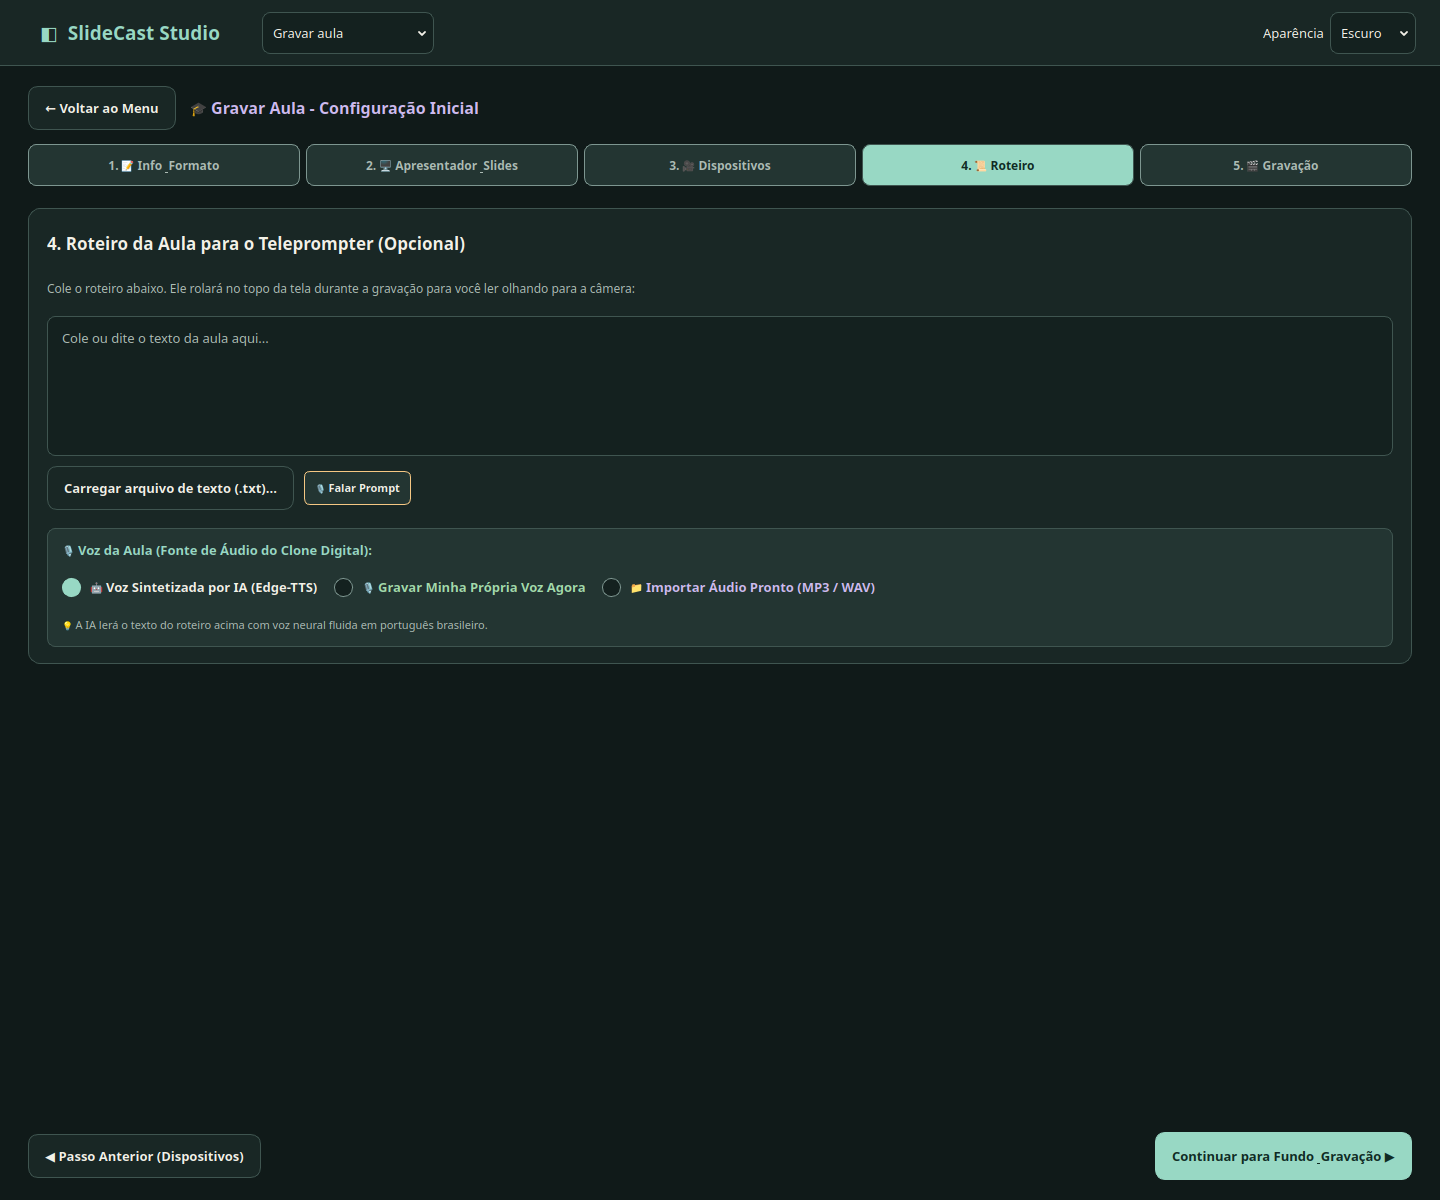 SlideCast Studio
Gravar aula
Aparência
Escuro
← Voltar ao Menu
🎓 Gravar Aula - Configuração Inicial
1. 📝 Info _Formato
2. 🖥️ Apresentador _Slides
3. 🎥 Dispositivos
4. 📜 Roteiro
5. 🎬 Gravação
4. Roteiro da Aula para o Teleprompter (Opcional)
Cole o roteiro abaixo. Ele rolará no topo da tela durante a gravação para você ler olhando para a câmera:
Cole ou dite o texto da aula aqui...
Carregar arquivo de texto (.txt)...
🎙️ Falar Prompt
🎙️ Voz da Aula (Fonte de Áudio do Clone Digital):
🤖 Voz Sintetizada por IA (Edge-TTS)
🎙️ Gravar Minha Própria Voz Agora
📁 Importar Áudio Pronto (MP3 / WAV)
💡 A IA lerá o texto do roteiro acima com voz neural fluida em português brasileiro.
◀ Passo Anterior (Dispositivos)
Continuar para Fundo _Gravação ▶